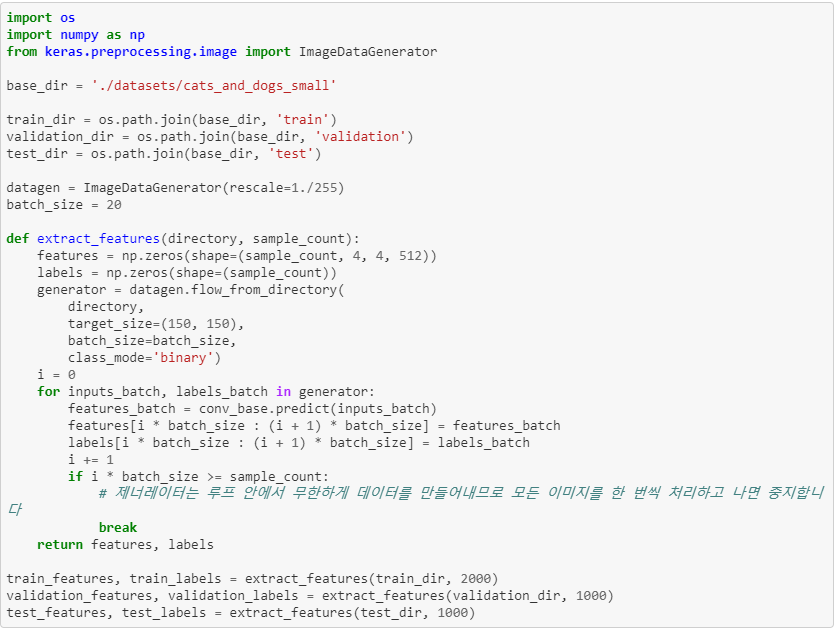 import os
import numpy as np
from keras.preprocessing.image import ImageDataGenerator

base_dir = './datasets/cats_and_dogs_small'

train_dir = os.path.join(base_dir, 'train')
validation_dir = os.path.join(base_dir, 'validation')
test_dir = os.path.join(base_dir, 'test')

datagen = ImageDataGenerator(rescale=1./255)
batch_size = 20

def extract_features(directory, sample_count):
    features = np.zeros(shape=(sample_count, 4, 4, 512))
    labels = np.zeros(shape=(sample_count))
    generator = datagen.flow_from_directory(
        directory,
        target_size=(150, 150),
        batch_size=batch_size,
        class_mode='binary')
    i = 0
    for inputs_batch, labels_batch in generator:
        features_batch = conv_base.predict(inputs_batch)
        features[i * batch_size : (i + 1) * batch_size] = features_batch
        labels[i * batch_size : (i + 1) * batch_size] = labels_batch
        i += 1
        if i * batch_size >= sample_count:
            # 제너레이터는 루프 안에서 무한하게 데이터를 만들어내므로 모든 이미지를 한 번씩 처리하고 나면 중지합니
다
            break
    return features, labels

train_features, train_labels = extract_features(train_dir, 2000)
validation_features, validation_labels = extract_features(validation_dir, 1000)
test_features, test_labels = extract_features(test_dir, 1000)